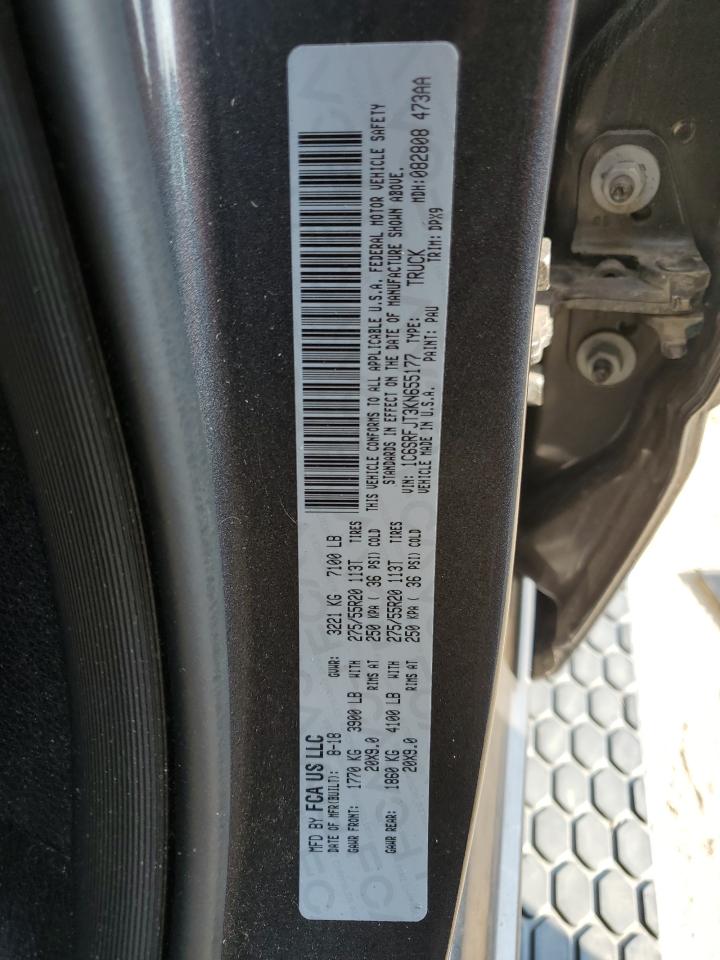 MFD BY FCA US LLC
DATE OF MFR(BUILT): 8-18 GVWR: 3221 KG 7100 LB
GAWR FRONT: 1770 KG 3900 LB WITH 275/55R20 113T TIRES
20X9.0 RIMS AT 250 KPA ( 36 PSI) COLD
GAWR REAR: 1860 KG 4100 LB WITH 275/55R20 113T TIRES
20X9.0 RIMS AT 250 KPA ( 36 PSI) COLD
THIS VEHICLE CONFORMS TO ALL APPLICABLE U.S.A. FEDERAL MOTOR VEHICLE SAFETY
STANDARDS IN EFFECT ON THE DATE OF MANUFACTURE SHOWN ABOVE.
VIN: 1C6SRFJT3KN655177 TYPE: TRUCK MDH:082808 473AA
VEHICLE MADE IN U.S.A. PAINT: PAU TRIM: DPX9